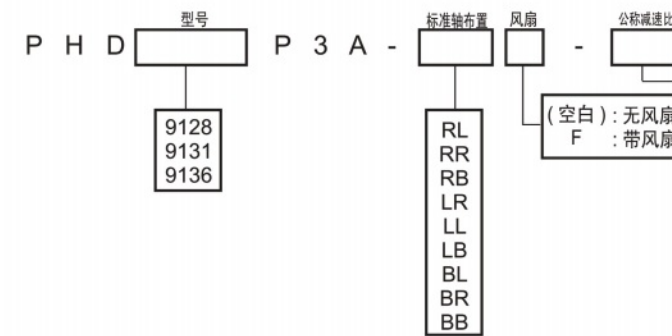 型号 标准轴布置 风扇 公称减速比
P H D P 3 A - -
(空白):无风扇
F :带风扇
9128
9131
9136
RL
RR
RB
LR
LL
LB
BL
BR
BB